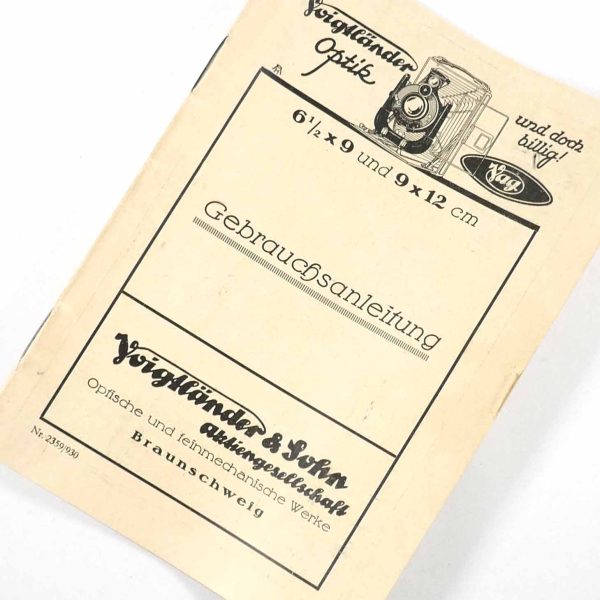 Voigtländer
Optik
und doch
billig!
Vag
6½ x 9 und 9 x 12 cm
Gebrauchsanleitung
Voigtländer & Sohn
Aktiengesellschaft
Optische und feinmechanische Werke
Braunschweig
Nr. 2359/930